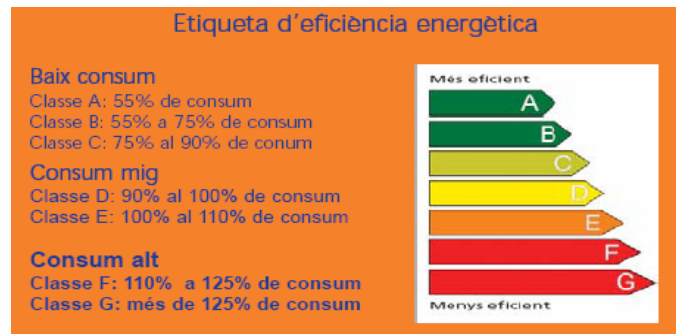 Etiqueta d'eficiència energètica
Baix consum
Classe A: 55% de consum
Classe B: 55% a 75% de consum
Classe C: 75% al 90% de conum
Consum mig
Classe D: 90% al 100% de consum
Classe E: 100% al 110% de consum
Consum alt
Classe F: 110% a 125% de consum
Classe G: més de 125% de consum
Més eficient
A
B
C
D
E
F
G
Menys eficient